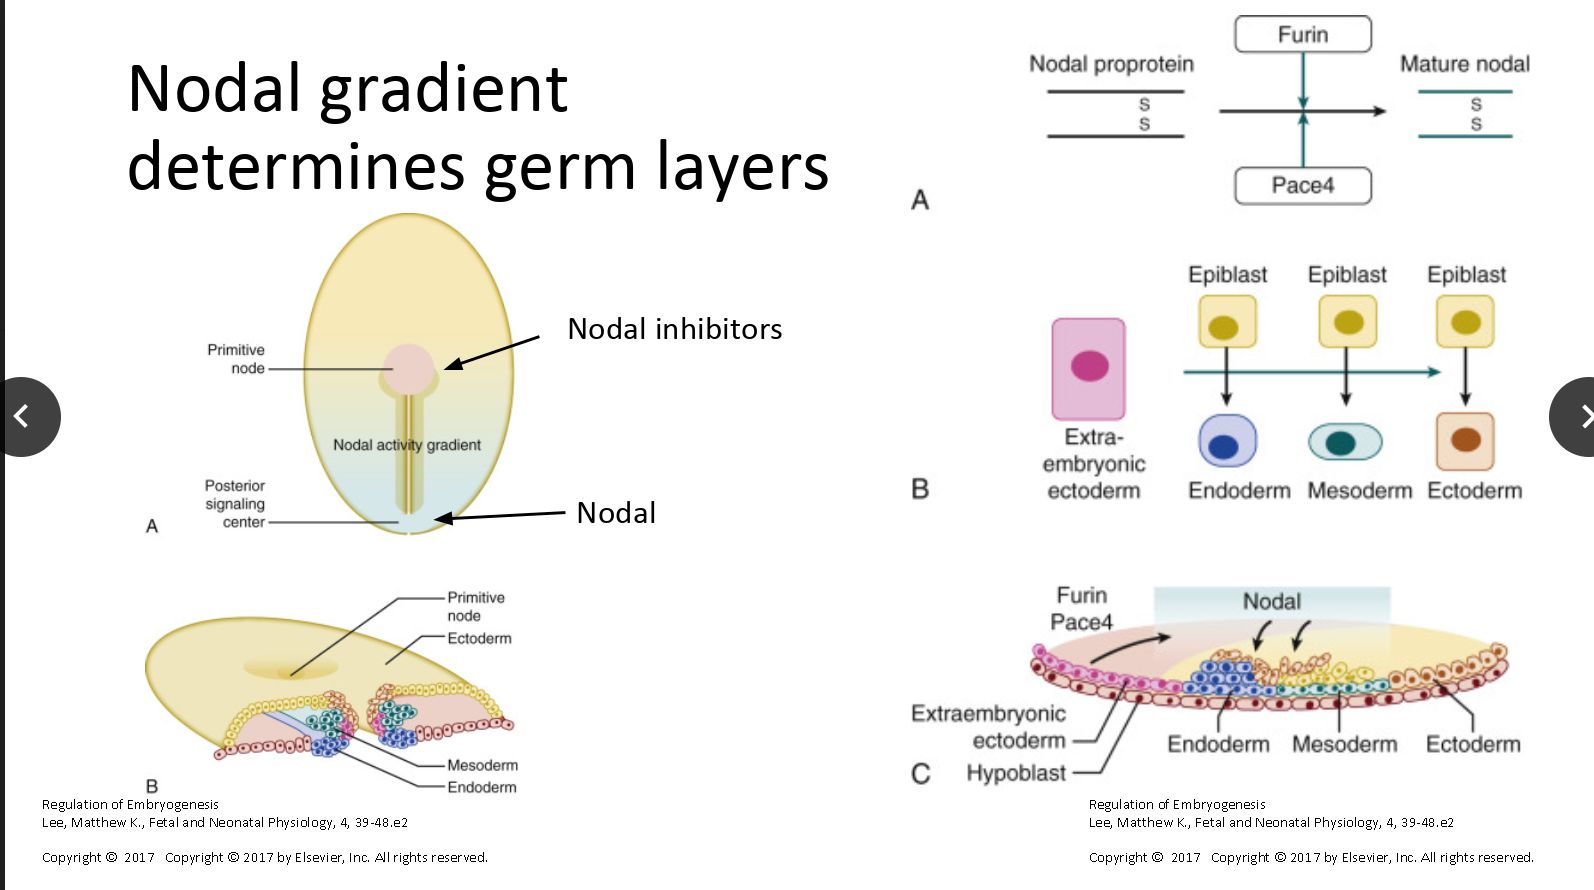 Nodal gradient
determines germ layers
Primitive
node
Nodal inhibitors
Nodal activity gradient
Posterior
signaling
center
Nodal
A
Primitive
node
Ectoderm
Mesoderm
Endoderm
B
Regulation of Embryogenesis
Lee, Matthew K., Fetal and Neonatal Physiology, 4, 39-48.e2
Copyright © 2017 Copyright © 2017 by Elsevier, Inc. All rights reserved.
Furin
Nodal proprotein
Mature nodal
S
S
S
S
Pace4
A
Epiblast
Epiblast
Epiblast
Extra-
embryonic
ectoderm
Endoderm
Mesoderm
Ectoderm
B
Furin
Pace4
Nodal
Extraembryonic
ectoderm
Hypoblast
Endoderm
Mesoderm
Ectoderm
C
Regulation of Embryogenesis
Lee, Matthew K., Fetal and Neonatal Physiology, 4, 39-48.e2
Copyright © 2017 Copyright © 2017 by Elsevier, Inc. All rights reserved.